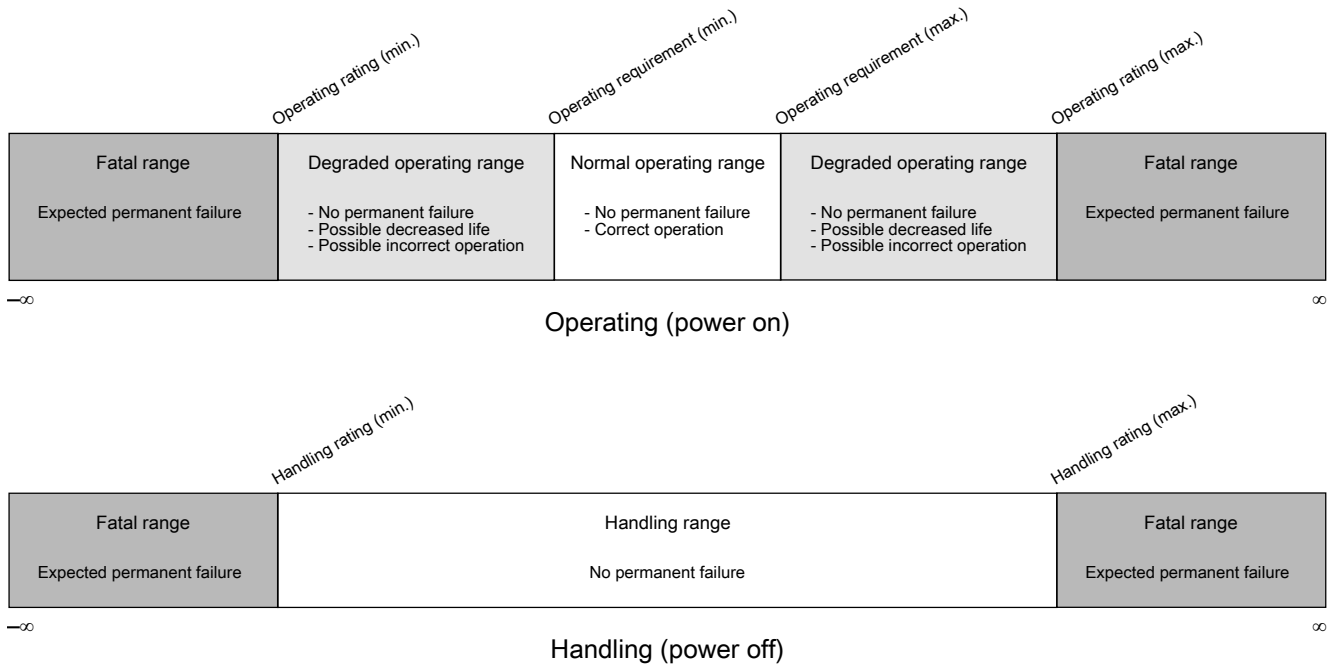 Operating rating (min.)
Operating requirement (min.)
Operating requirement (max.)
Operating rating (max.)
Fatal range
Expected permanent failure
Degraded operating range
- No permanent failure
- Possible decreased life
- Possible incorrect operation
Normal operating range
- No permanent failure
- Correct operation
Degraded operating range
- No permanent failure
- Possible decreased life
- Possible incorrect operation
Fatal range
Expected permanent failure
–∞
∞
Operating (power on)
Handling rating (min.)
Handling rating (max.)
Fatal range
Expected permanent failure
Handling range
No permanent failure
Fatal range
Expected permanent failure
–∞
∞
Handling (power off)